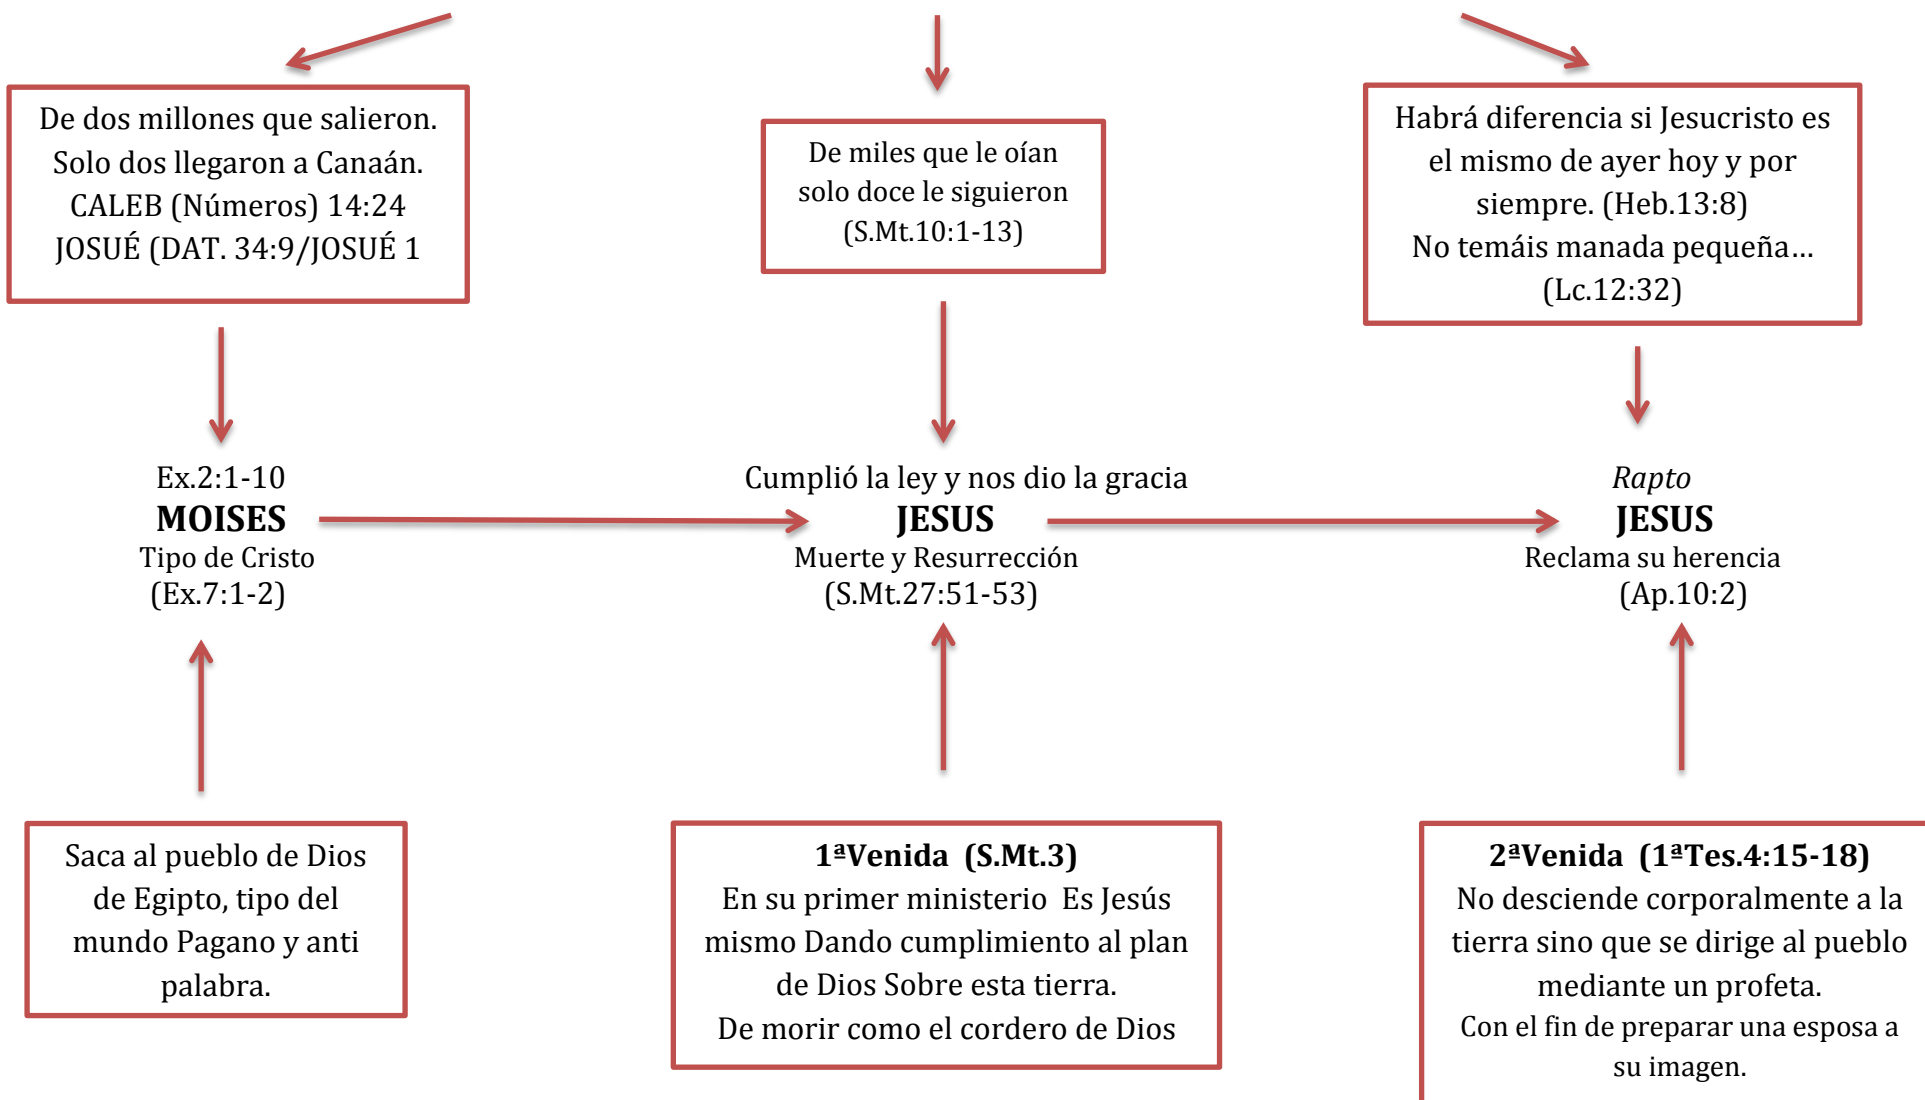 De dos millones que salieron.
Solo dos llegaron a Canaán.
CALEB (Números) 14:24
JOSUÉ (DAT. 34:9/JOSUÉ 1
De miles que le oían
solo doce le siguieron
(S.Mt.10:1-13)
Habrá diferencia si Jesucristo es
el mismo de ayer hoy y por
siempre. (Heb.13:8)
No temáis manada pequeña…
(Lc.12:32)
Ex.2:1-10
MOISES
Tipo de Cristo
(Ex.7:1-2)
Cumplió la ley y nos dio la gracia
JESUS
Muerte y Resurrección
(S.Mt.27:51-53)
Rapto
JESUS
Reclama su herencia
(Ap.10:2)
Saca al pueblo de Dios
de Egipto, tipo del
mundo Pagano y anti
palabra.
1ªVenida (S.Mt.3)
En su primer ministerio Es Jesús
mismo Dando cumplimiento al plan
de Dios Sobre esta tierra.
De morir como el cordero de Dios
2ªVenida (1ªTes.4:15-18)
No desciende corporalmente a la
tierra sino que se dirige al pueblo
mediante un profeta.
Con el fin de preparar una esposa a
su imagen.